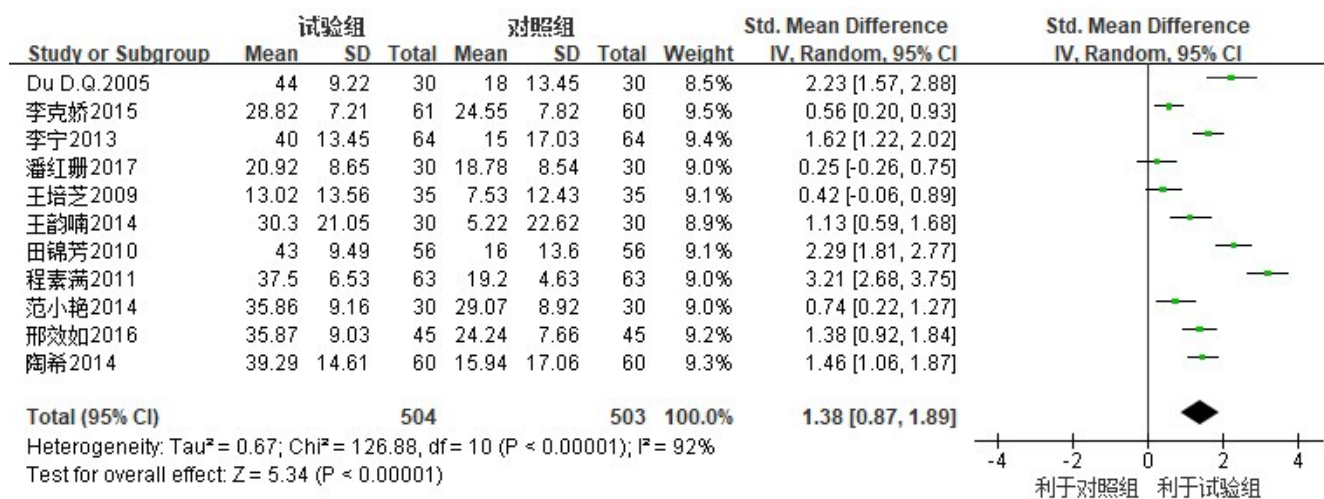 试验组 对照组 Std. Mean Difference Std. Mean Difference
Study or Subgroup Mean SD Total Mean SD Total Weight IV, Random, 95% CI IV, Random, 95% CI
Du D.Q.2005 44 9.22 30 18 13.45 30 8.5% 2.23 [1.57, 2.88]
李克娇2015 28.82 7.21 61 24.55 7.82 60 9.5% 0.56 [0.20, 0.93]
李宁2013 40 13.45 64 15 17.03 64 9.4% 1.62 [1.22, 2.02]
潘红珊2017 20.92 8.65 30 18.78 8.54 30 9.0% 0.25 [-0.26, 0.75]
王培芝2009 13.02 13.56 35 7.53 12.43 35 9.1% 0.42 [-0.06, 0.89]
王韵喃2014 30.3 21.05 30 5.22 22.62 30 8.9% 1.13 [0.59, 1.68]
田锦芳2010 43 9.49 56 16 13.6 56 9.1% 2.29 [1.81, 2.77]
程素满2011 37.5 6.53 63 19.2 4.63 63 9.0% 3.21 [2.68, 3.75]
范小艳2014 35.86 9.16 30 29.07 8.92 30 9.0% 0.74 [0.22, 1.27]
邢效如2016 35.87 9.03 45 24.24 7.66 45 9.2% 1.38 [0.92, 1.84]
陶希2014 39.29 14.61 60 15.94 17.06 60 9.3% 1.46 [1.06, 1.87]
Total (95% CI) 504 503 100.0% 1.38 [0.87, 1.89]
Heterogeneity: Tau² = 0.67; Chi² = 126.88, df = 10 (P < 0.00001); I² = 92%
Test for overall effect: Z = 5.34 (P < 0.00001)
-4 -2 0 2 4
利于对照组 利于试验组